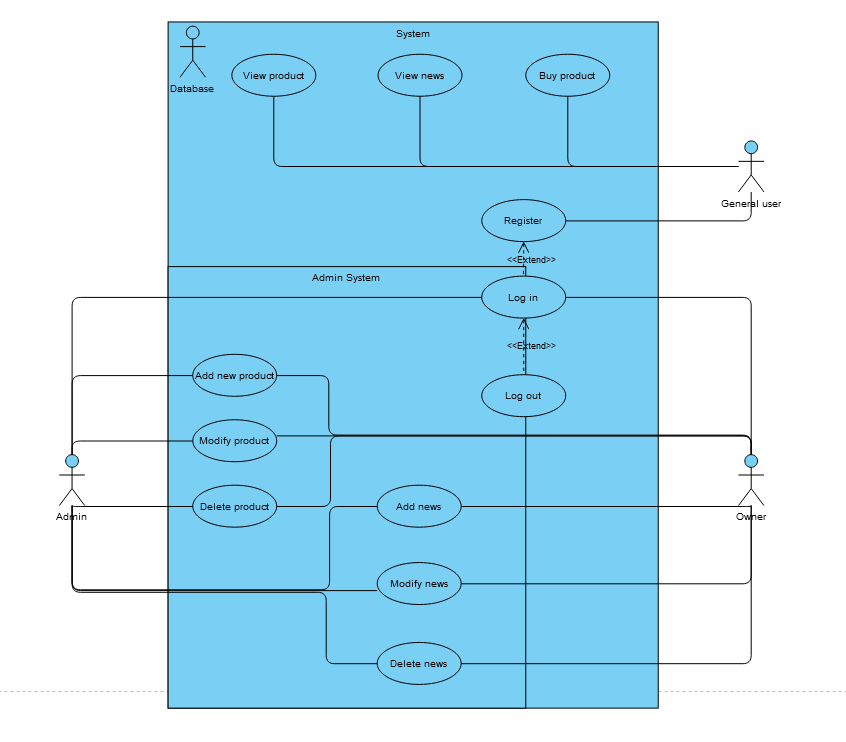 System
Database
View product
View news
Buy product
General user
Register
<<Extend>>
Admin System
Log in
<<Extend>>
Add new product
Log out
Modify product
Delete product
Add news
Admin
Owner
Modify news
Delete news